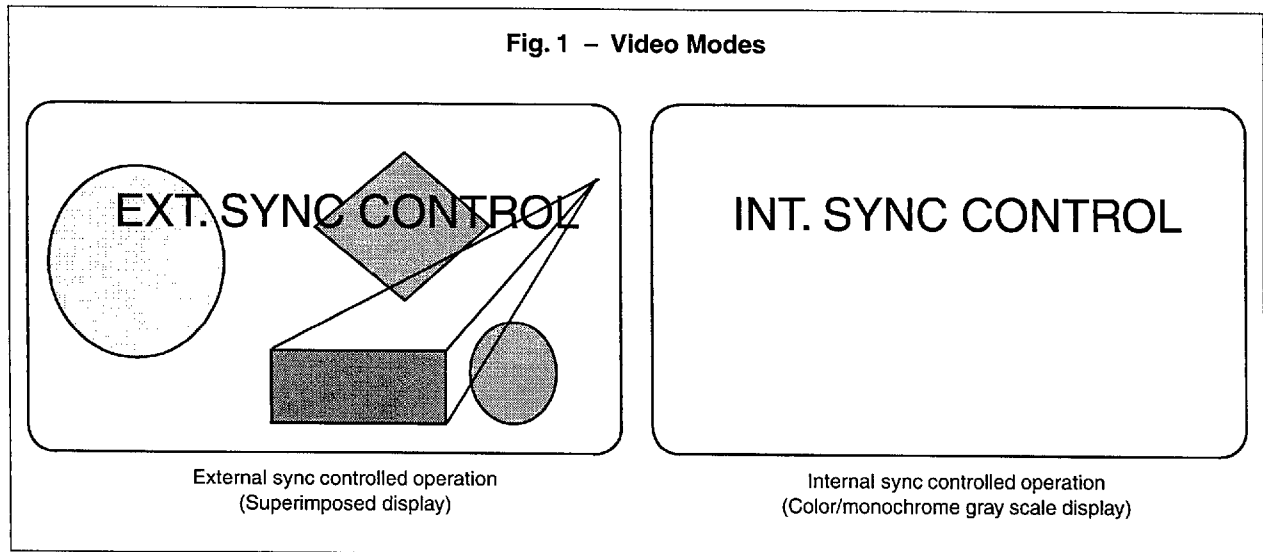 Fig. 1 – Video Modes
EXT. SYNC CONTROL
INT. SYNC CONTROL
External sync controlled operation
(Superimposed display)
Internal sync controlled operation
(Color/monochrome gray scale display)